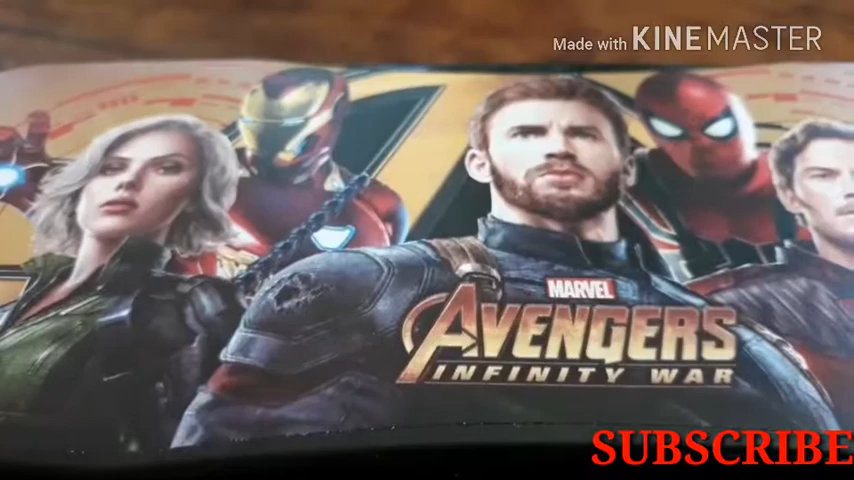 Made with KINEMASTER
MARVEL
AVENGERS
INFINITY WAR
SUBSCRIBE